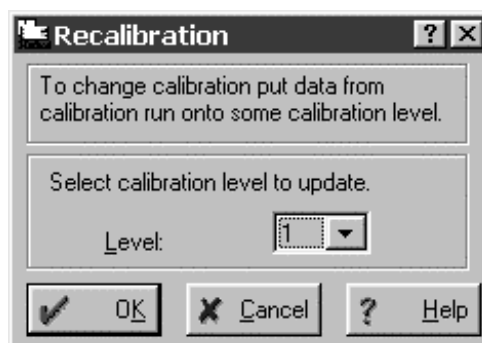 Recalibration
To change calibration put data from
calibration run onto some calibration level.
Select calibration level to update.
Level: 1
OK Cancel ? Help